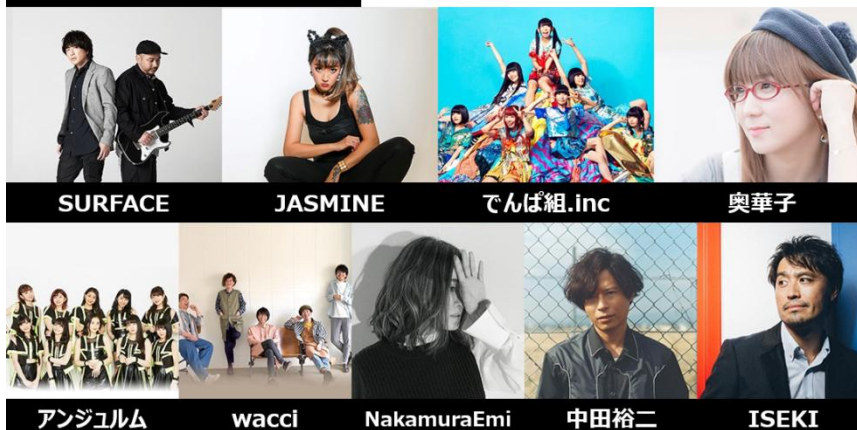 SURFACE
JASMINE
でんぱ組.inc
奥華子
アンジュルム
wacci
NakamuraEmi
中田裕二
ISEKI